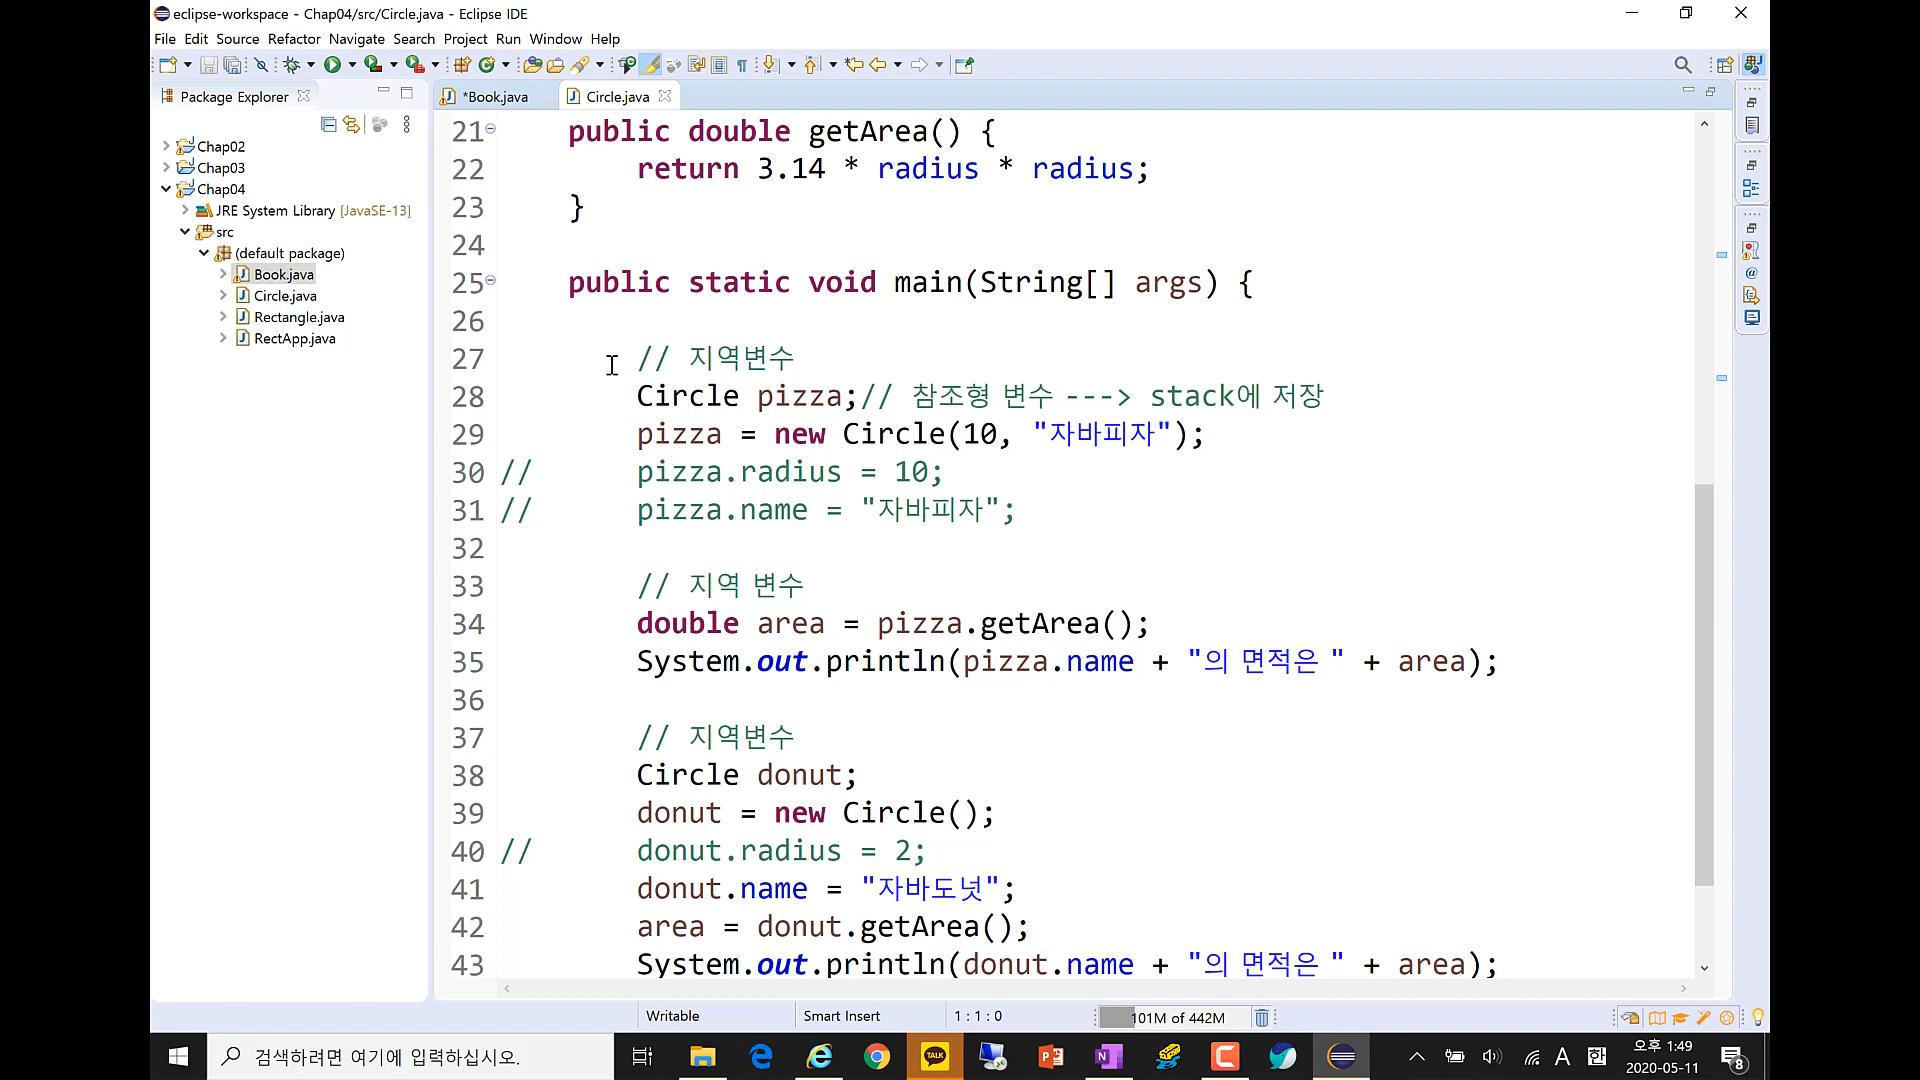 eclipse-workspace - Chap04/src/Circle.java - Eclipse IDE
File Edit Source Refactor Navigate Search Project Run Window Help
Package Explorer
*Book.java
Circle.java
Chap02
Chap03
Chap04
JRE System Library [JavaSE-13]
src
(default package)
Book.java
Circle.java
Rectangle.java
RectApp.java
21 public double getArea() {
22 return 3.14 * radius * radius;
23 }
24
25 public static void main(String[] args) {
26
27 // 지역변수
28 Circle pizza;// 참조형 변수 ---> stack에 저장
29 pizza = new Circle(10, "자바피자");
30 // pizza.radius = 10;
31 // pizza.name = "자바피자";
32
33 // 지역 변수
34 double area = pizza.getArea();
35 System.out.println(pizza.name + "의 면적은 " + area);
36
37 // 지역변수
38 Circle donut;
39 donut = new Circle();
40 // donut.radius = 2;
41 donut.name = "자바도넛";
42 area = donut.getArea();
43 System.out.println(donut.name + "의 면적은 " + area);
Writable
Smart Insert
1 : 1 : 0
101M of 442M
검색하려면 여기에 입력하십시오.
TALK
A
한
오후 1:49
2020-05-11
8